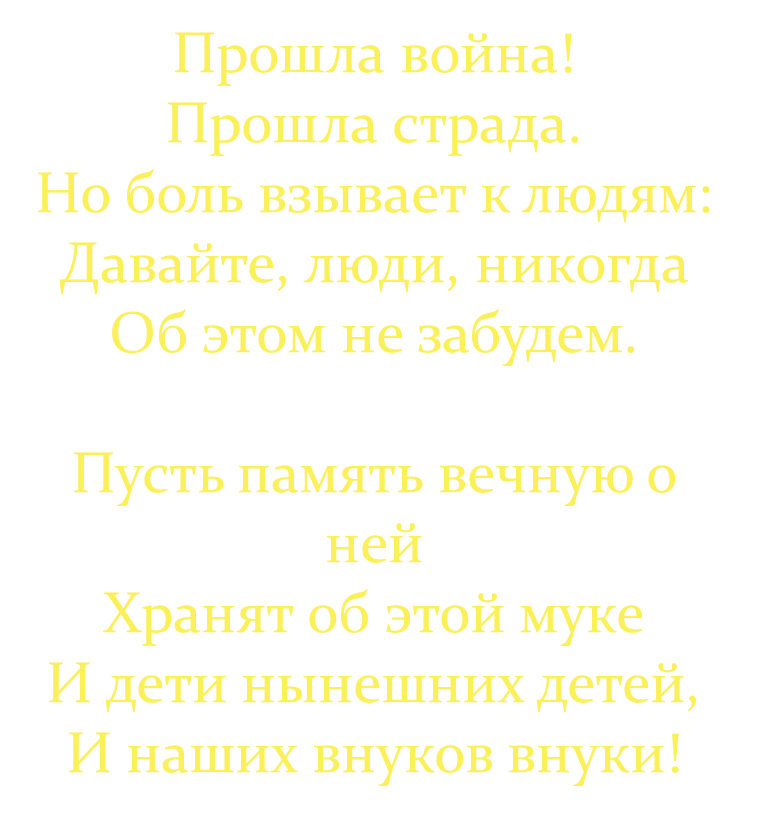 Прошла война!
Прошла страда.
Но боль взывает к людям:
Давайте, люди, никогда
Об этом не забудем.
Пусть память вечную о
ней
Хранят об этой муке
И дети нынешних детей,
И наших внуков внуки!